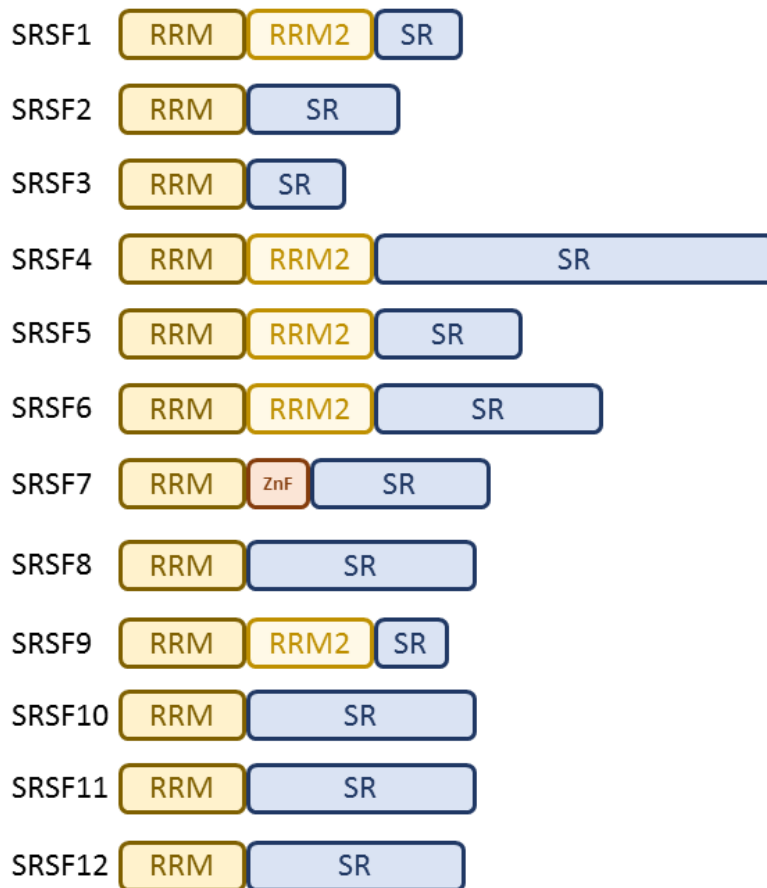 SRSF1 RRM RRM2 SR
SRSF2 RRM SR
SRSF3 RRM SR
SRSF4 RRM RRM2 SR
SRSF5 RRM RRM2 SR
SRSF6 RRM RRM2 SR
SRSF7 RRM ZnF SR
SRSF8 RRM SR
SRSF9 RRM RRM2 SR
SRSF10 RRM SR
SRSF11 RRM SR
SRSF12 RRM SR